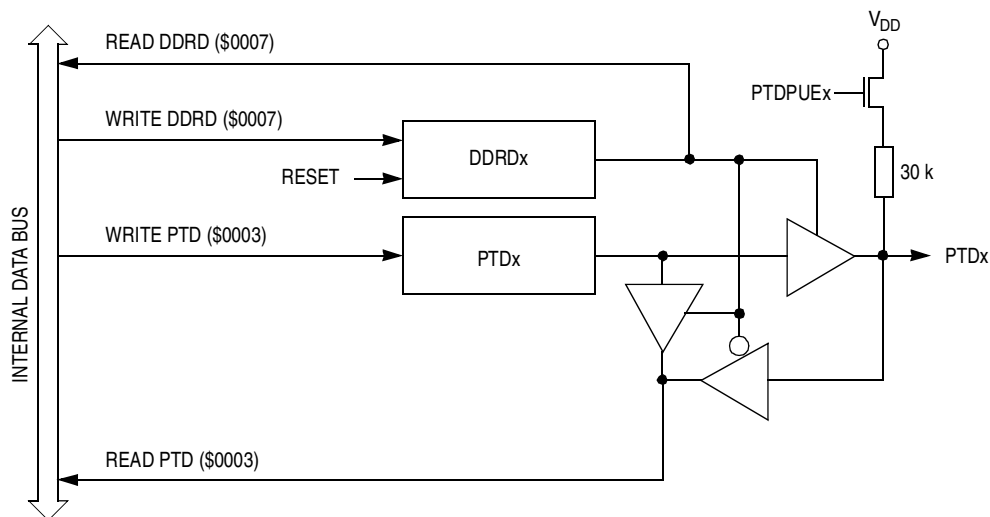 READ DDRD ($0007)
VDD
PTDPUEx
WRITE DDRD ($0007)
DDRDx
RESET
30 k
WRITE PTD ($0003)
PTDx
PTDx
INTERNAL DATA BUS
READ PTD ($0003)